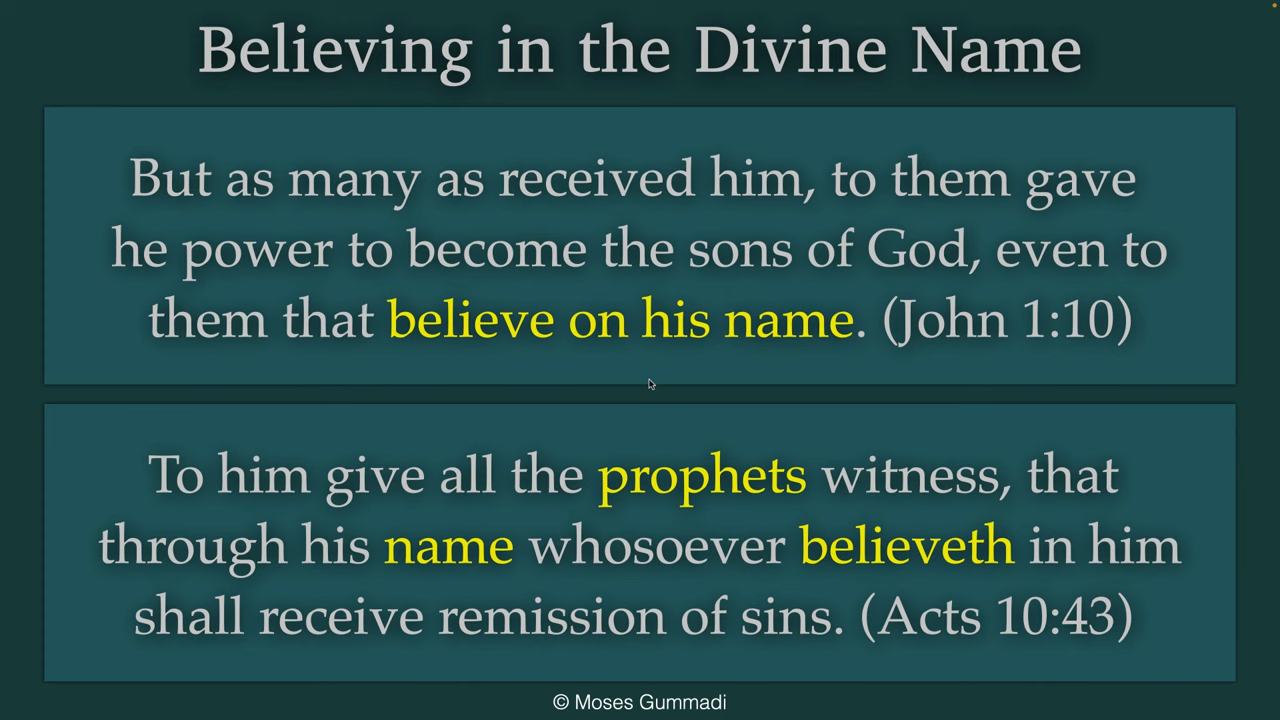 Believing in the Divine Name
But as many as received him, to them gave
he power to become the sons of God, even to
them that believe on his name. (John 1:10)
To him give all the prophets witness, that
through his name whosoever believeth in him
shall receive remission of sins. (Acts 10:43)
© Moses Gummadi